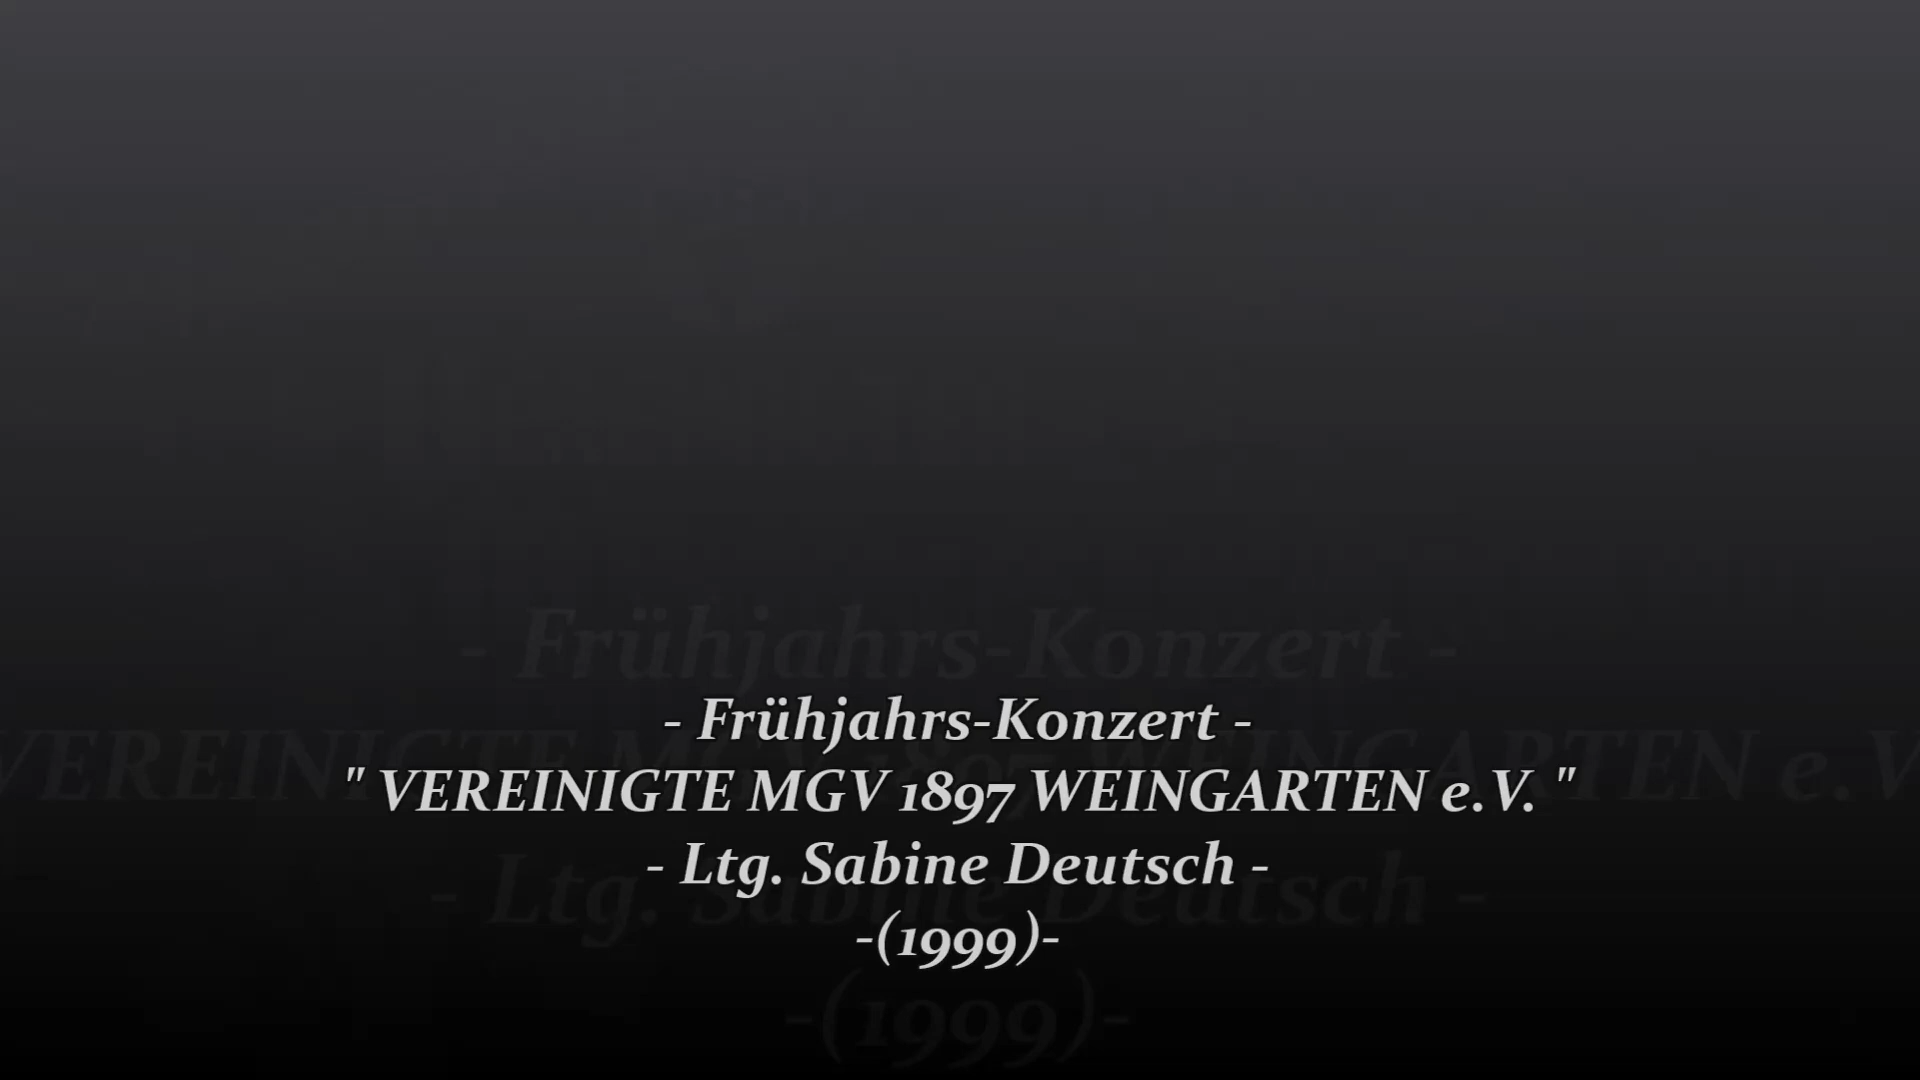 - Frühjahrs-Konzert -
" VEREINIGTE MGV 1897 WEINGARTEN e.V. "
- Ltg. Sabine Deutsch -
-(1999)-